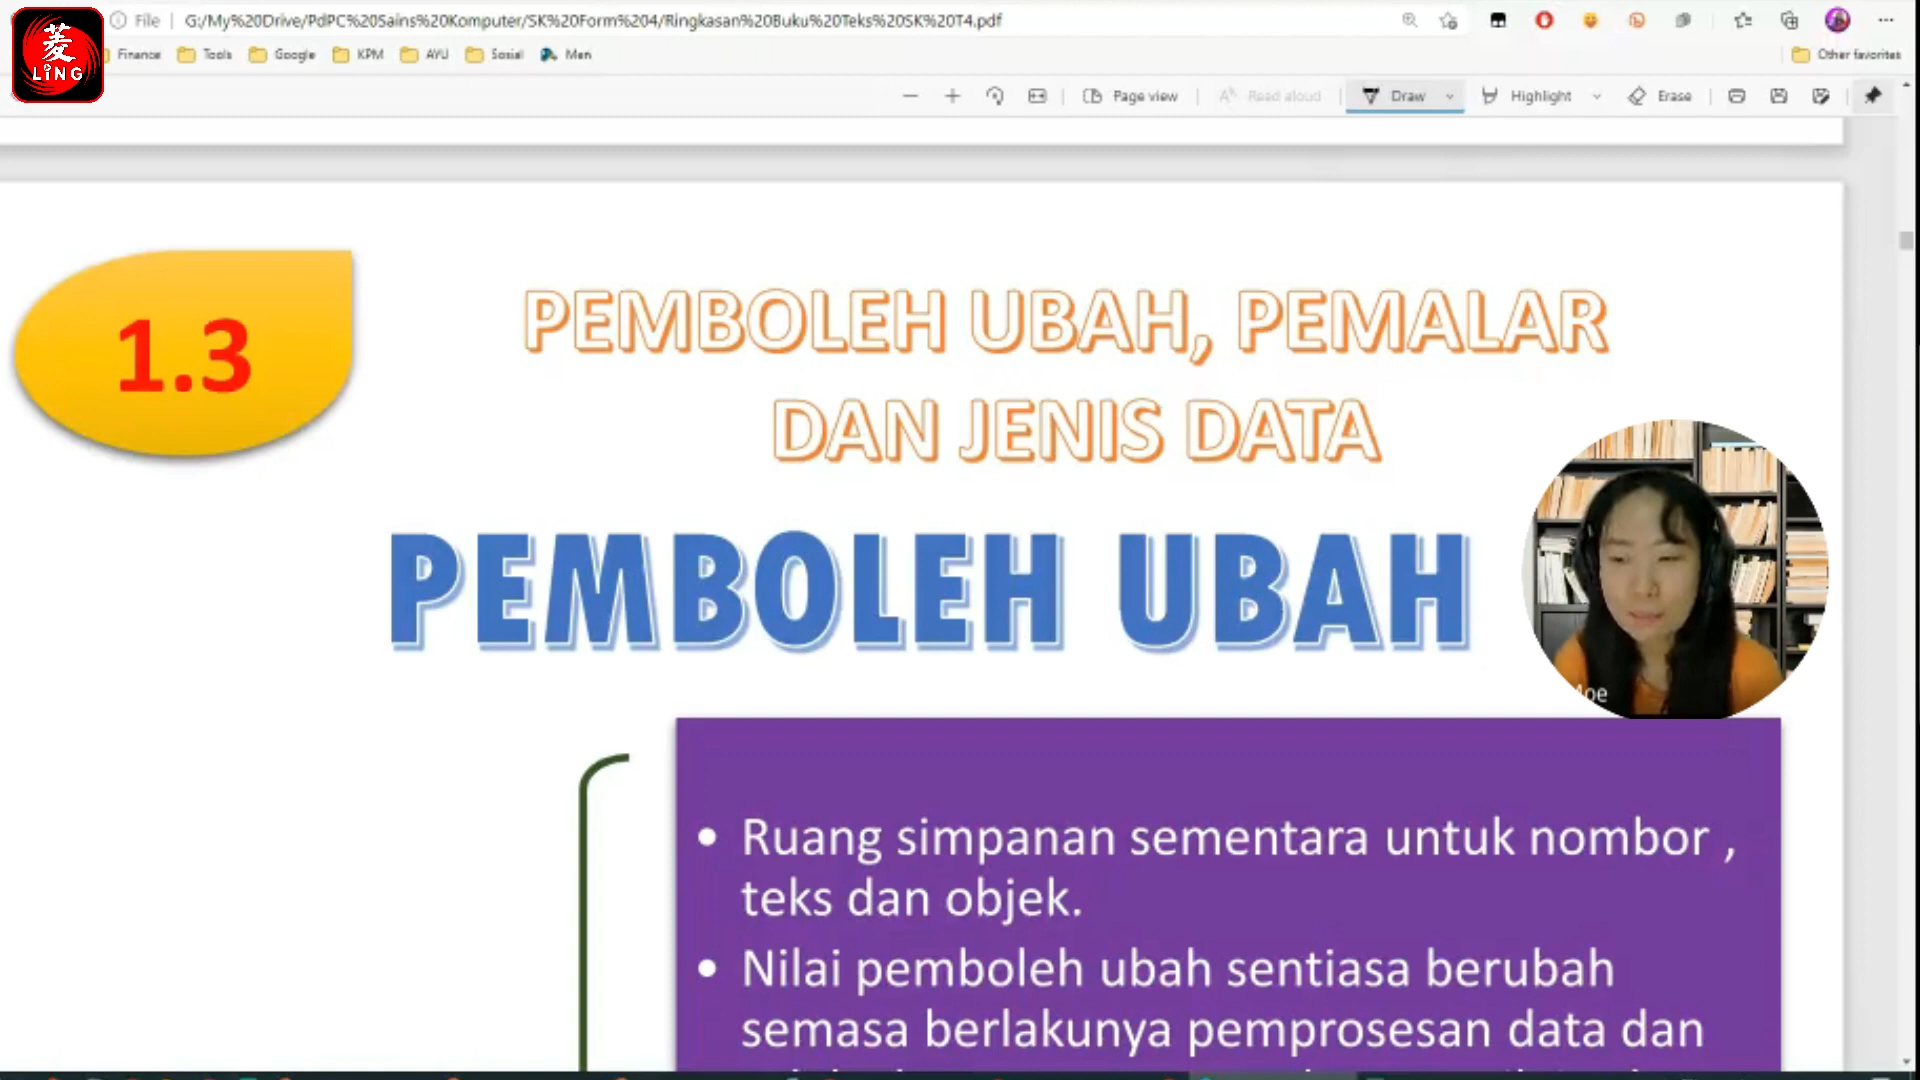 菱
LiNG
File
G:/My%20Drive/PdPC%20Sains%20Komputer/SK%20Form%204/Ringkasan%20Buku%20Teks%20SK%20T4.pdf
Finance
Tools
Google
KPM
AYU
Sosial
Men
Other favorites
Page view
Read aloud
Draw
Highlight
Erase
1.3
PEMBOLEH UBAH, PEMALAR
DAN JENIS DATA
PEMBOLEH UBAH
• Ruang simpanan sementara untuk nombor ,
teks dan objek.
• Nilai pemboleh ubah sentiasa berubah
semasa berlakunya pemprosesan data dan